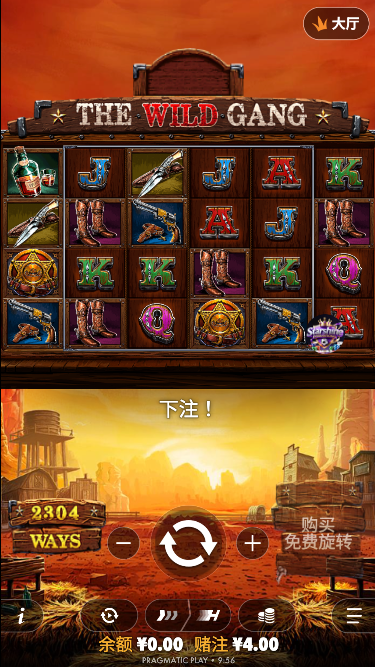 大厅
THE WILD GANG
J J A K
A J
K K K Q
Q A
Starshine
下注！
2304
WAYS
购买
免费旋转
余额 ¥0.00 赌注 ¥4.00
PRAGMATIC PLAY • 9:56